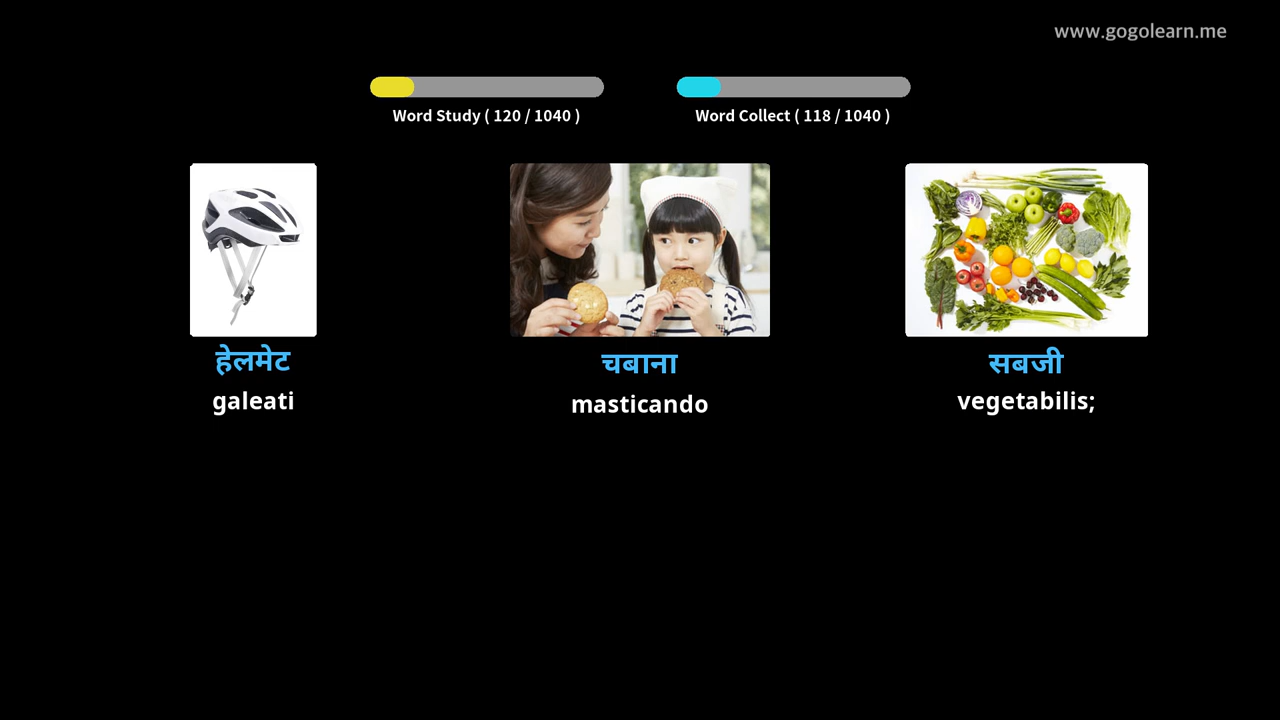 www.gogolearn.me
Word Study ( 120 / 1040 )
Word Collect ( 118 / 1040 )
हेलमेट
galeati
चबाना
masticando
सबजी
vegetabilis;